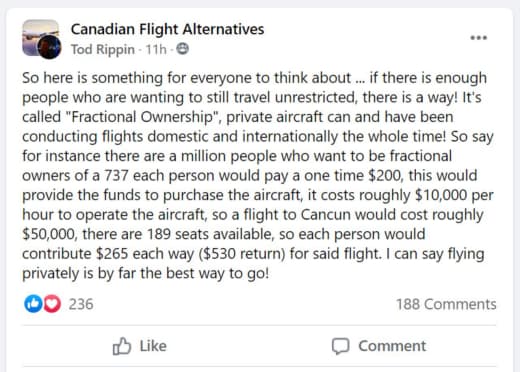 Canadian Flight Alternatives
Tod Rippin · 11h ·
So here is something for everyone to think about ... if there is enough
people who are wanting to still travel unrestricted, there is a way! It's
called "Fractional Ownership", private aircraft can and have been
conducting flights domestic and internationally the whole time! So say
for instance there are a million people who want to be fractional
owners of a 737 each person would pay a one time $200, this would
provide the funds to purchase the aircraft, it costs roughly $10,000 per
hour to operate the aircraft, so a flight to Cancun would cost roughly
$50,000, there are 189 seats available, so each person would
contribute $265 each way ($530 return) for said flight. I can say flying
privately is by far the best way to go!
236
188 Comments
Like
Comment